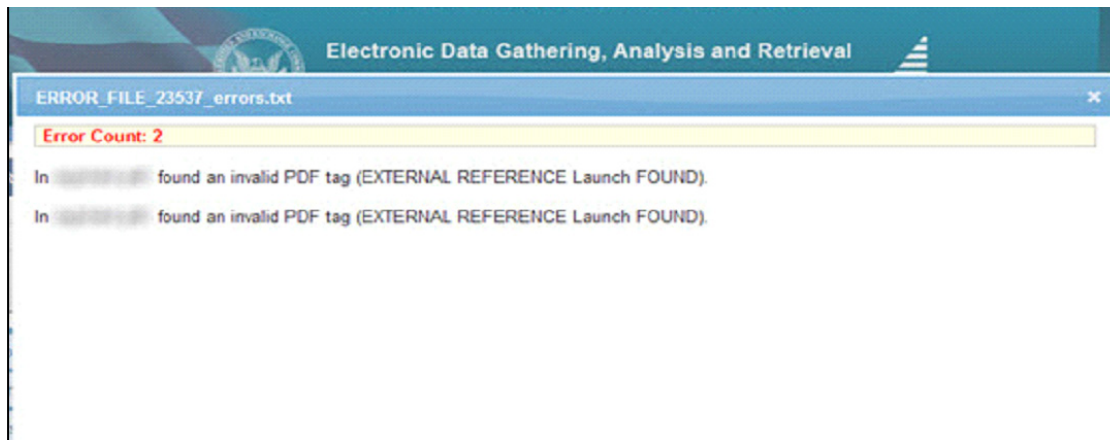 Electronic Data Gathering, Analysis and Retrieval
ERROR_FILE_23537_errors.txt
Error Count: 2
In found an invalid PDF tag (EXTERNAL REFERENCE Launch FOUND).
In found an invalid PDF tag (EXTERNAL REFERENCE Launch FOUND).